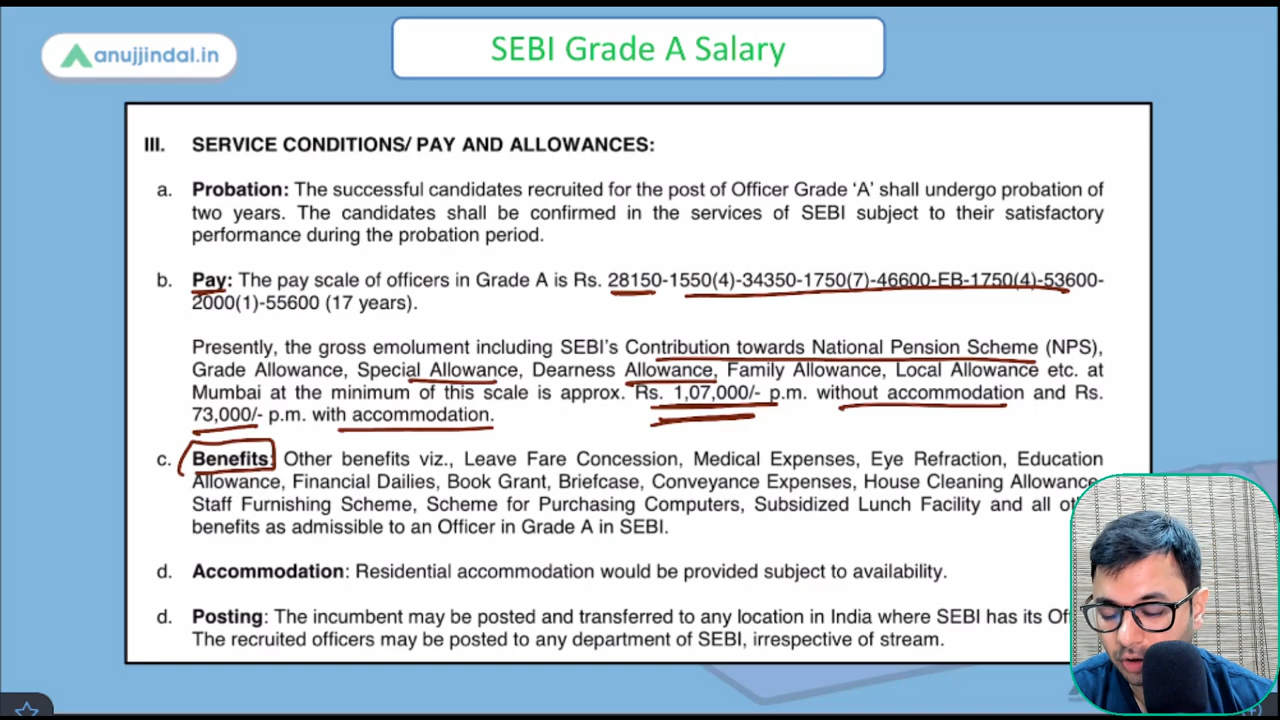 anujjindal.in
SEBI Grade A Salary
III. SERVICE CONDITIONS/ PAY AND ALLOWANCES:
a. Probation: The successful candidates recruited for the post of Officer Grade ‘A’ shall undergo probation of
two years. The candidates shall be confirmed in the services of SEBI subject to their satisfactory
performance during the probation period.
b. Pay: The pay scale of officers in Grade A is Rs. 28150-1550(4)-34350-1750(7)-46600-EB-1750(4)-53600-
2000(1)-55600 (17 years).
Presently, the gross emolument including SEBI’s Contribution towards National Pension Scheme (NPS),
Grade Allowance, Special Allowance, Dearness Allowance, Family Allowance, Local Allowance etc. at
Mumbai at the minimum of this scale is approx. Rs. 1,07,000/- p.m. without accommodation and Rs.
73,000/- p.m. with accommodation.
c. Benefits: Other benefits viz., Leave Fare Concession, Medical Expenses, Eye Refraction, Education
Allowance, Financial Dailies, Book Grant, Briefcase, Conveyance Expenses, House Cleaning Allowance,
Staff Furnishing Scheme, Scheme for Purchasing Computers, Subsidized Lunch Facility and all
benefits as admissible to an Officer in Grade A in SEBI.
d. Accommodation: Residential accommodation would be provided subject to availability.
d. Posting: The incumbent may be posted and transferred to any location in India where SEBI has its
The recruited officers may be posted to any department of SEBI, irrespective of stream.